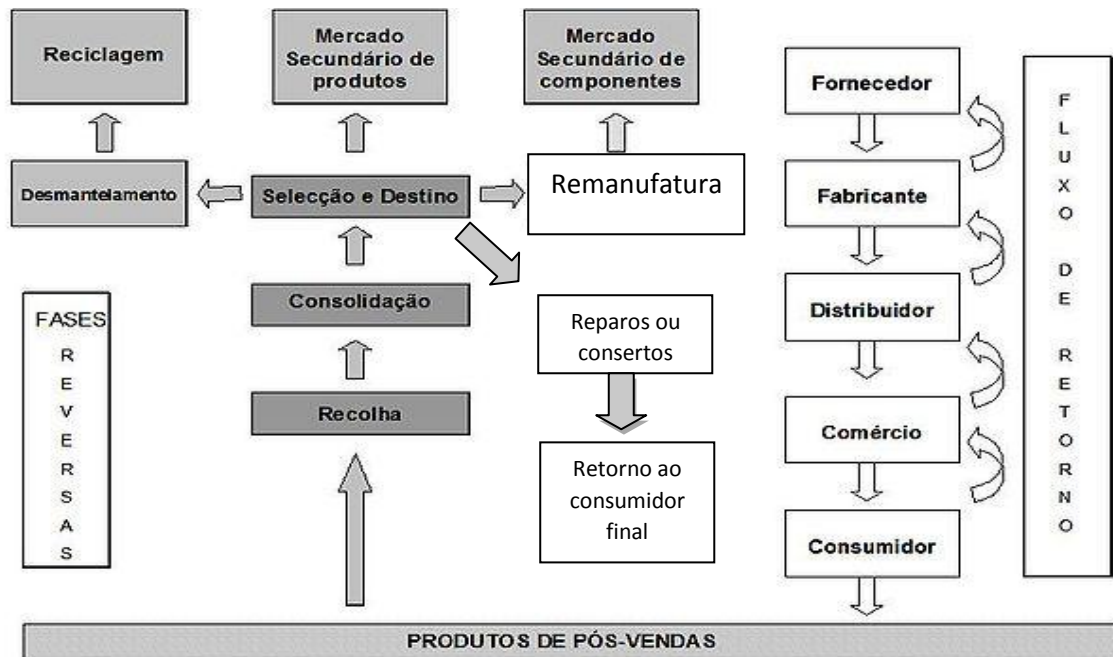 Reciclagem
Mercado
Secundário de
produtos
Mercado
Secundário de
componentes
Desmantelamento
Selecção e Destino
Remanufatura
Consolidação
Recolha
Reparos ou
consertos
Retorno ao
consumidor
final
FASES
R
E
V
E
R
S
A
S
Fornecedor
Fabricante
Distribuidor
Comércio
Consumidor
F
L
U
X
O
D
E
R
E
T
O
R
N
O
PRODUTOS DE PÓS-VENDAS